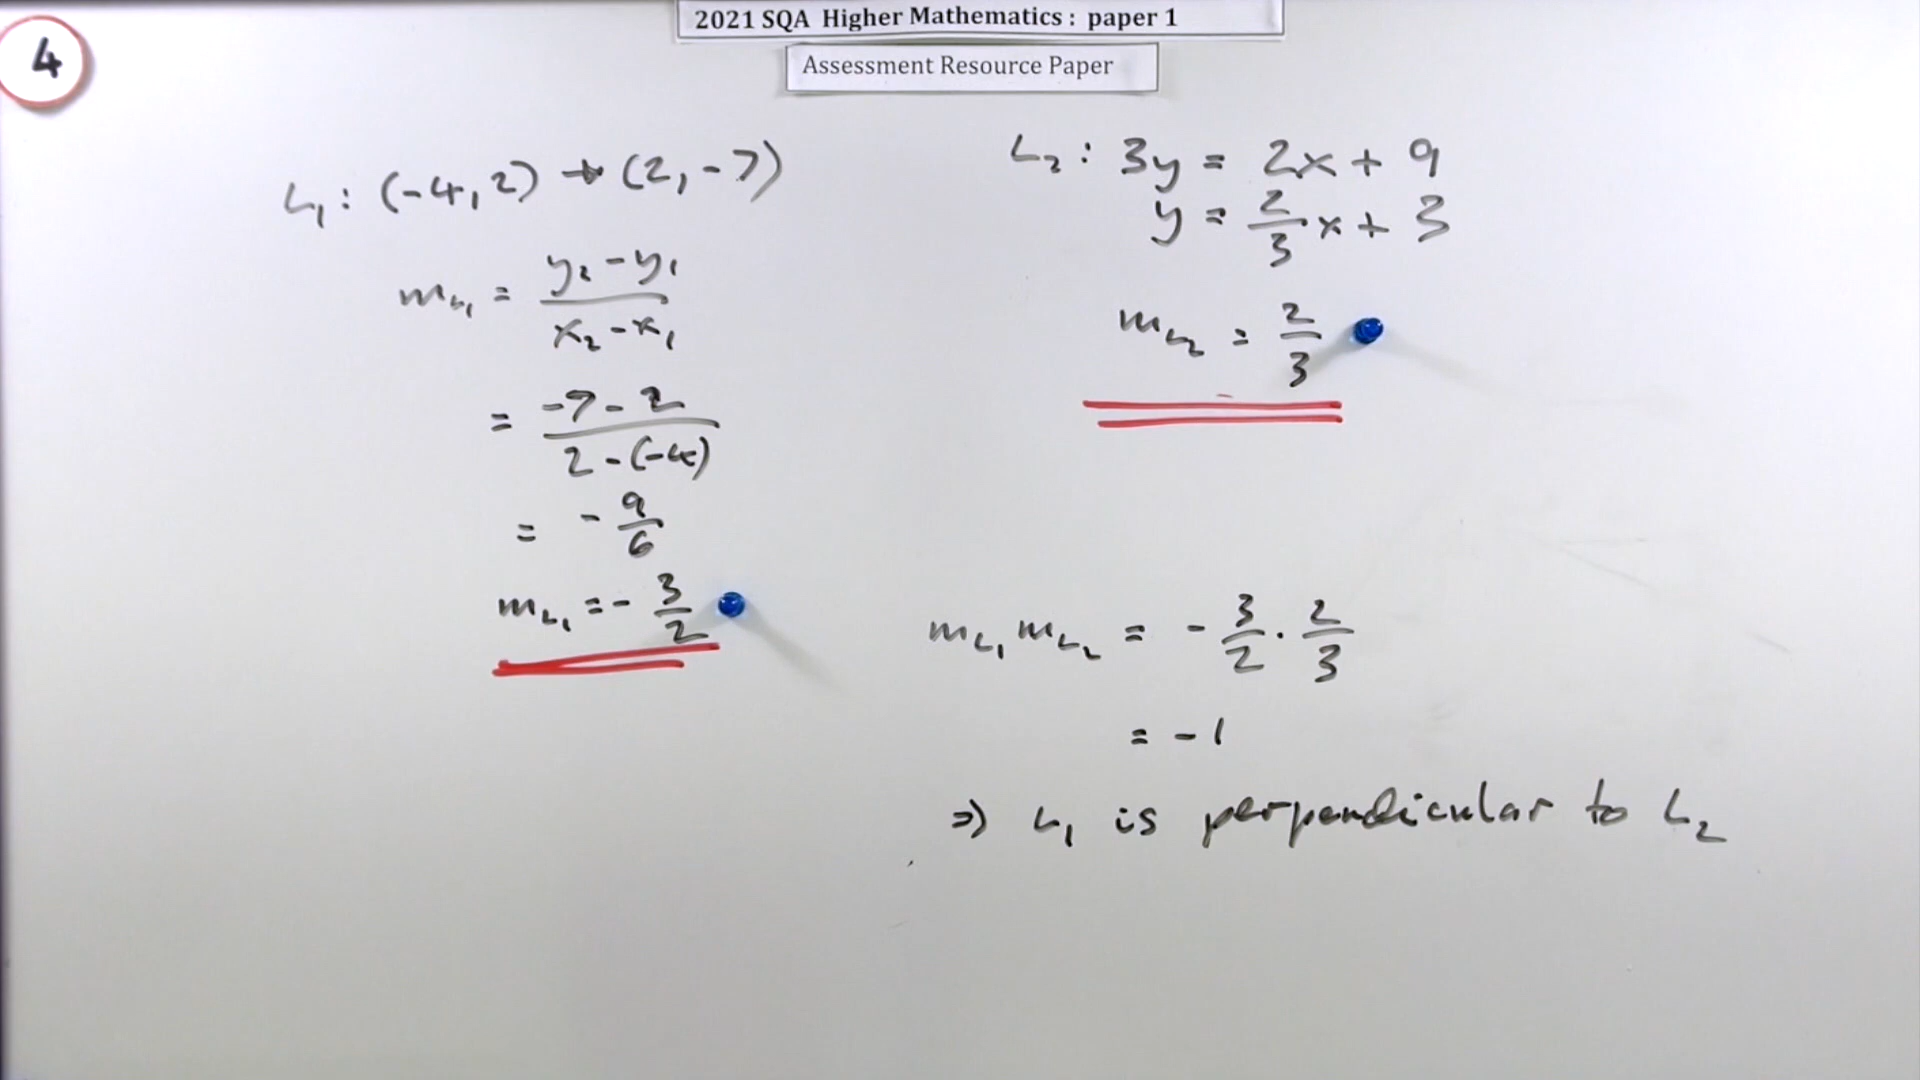 2021 SQA Higher Mathematics : paper 1
Assessment Resource Paper
4
L₁ : (-4, 2) → (2, -7)
m_L₁ = (y₂ - y₁)/(x₂ - x₁)
= (-7 - 2)/(2 - (-4))
= - 9/6
m_L₁ = - 3/2
L₂ : 3y = 2x + 9
y = 2/3 x + 3
m_L₂ = 2/3
m_L₁ m_L₂ = - 3/2 · 2/3
= -1
⇒ L₁ is perpendicular to L₂